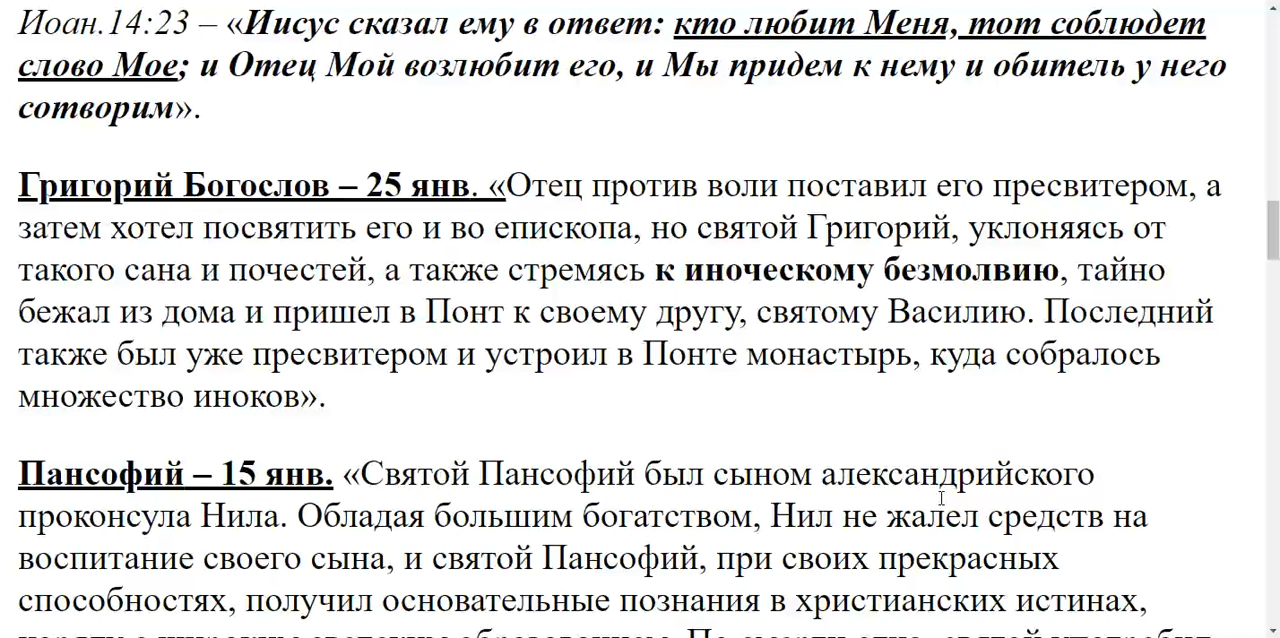 Иоан.14:23 – «Иисус сказал ему в ответ: кто любит Меня, тот соблюдет
слово Мое; и Отец Мой возлюбит его, и Мы придем к нему и обитель у него
сотворим».
Григорий Богослов – 25 янв. «Отец против воли поставил его пресвитером, а
затем хотел посвятить его и во епископа, но святой Григорий, уклоняясь от
такого сана и почестей, а также стремясь к иноческому безмолвию, тайно
бежал из дома и пришел в Понт к своему другу, святому Василию. Последний
также был уже пресвитером и устроил в Понте монастырь, куда собралось
множество иноков».
Пансофий – 15 янв. «Святой Пансофий был сыном александрийского
проконсула Нила. Обладая большим богатством, Нил не жалел средств на
воспитание своего сына, и святой Пансофий, при своих прекрасных
способностях, получил основательные познания в христианских истинах,